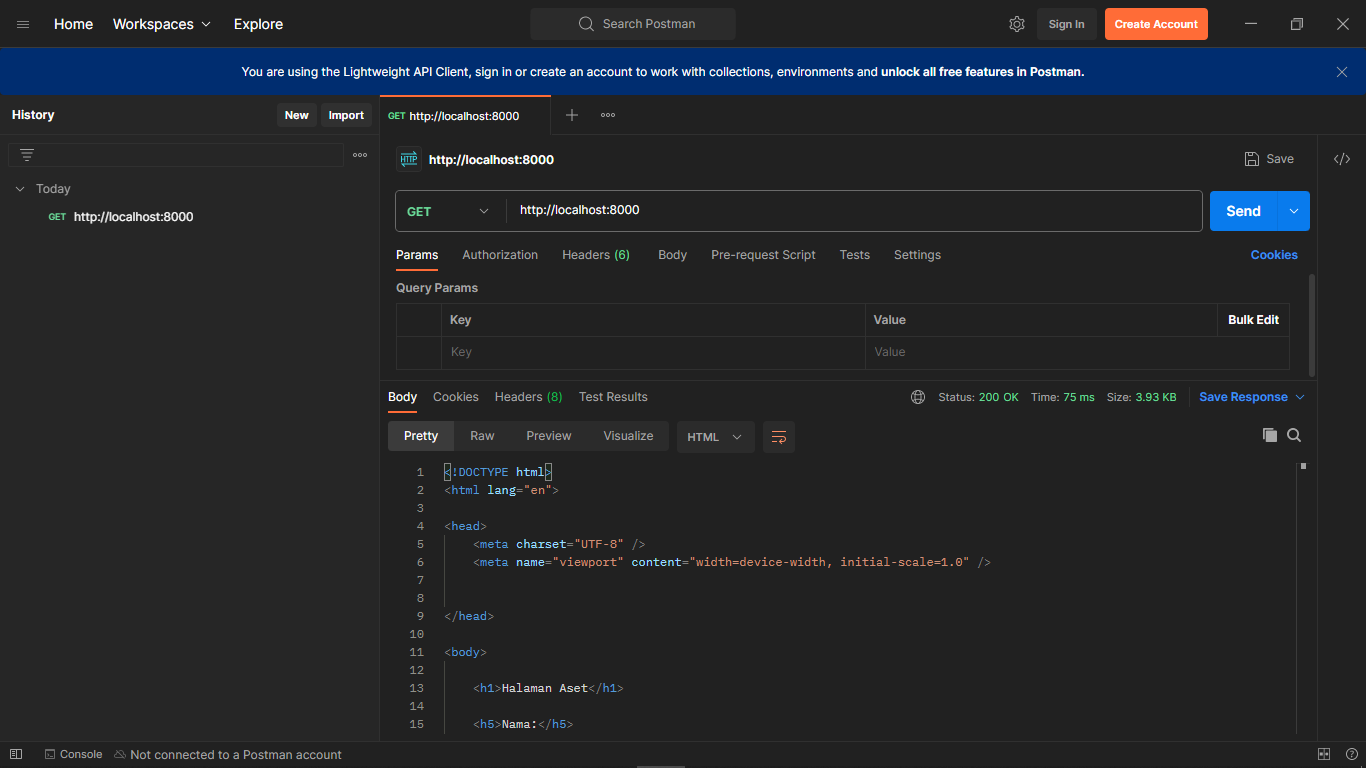 Home Workspaces Explore Search Postman Sign In Create Account
You are using the Lightweight API Client, sign in or create an account to work with collections, environments and unlock all free features in Postman.
History New Import GET http://localhost:8000
HTTP http://localhost:8000 Save
Today
GET http://localhost:8000
GET http://localhost:8000 Send
Params Authorization Headers (6) Body Pre-request Script Tests Settings Cookies
Query Params
Key Value Bulk Edit
Key Value
Body Cookies Headers (8) Test Results Status: 200 OK Time: 75 ms Size: 3.93 KB Save Response
Pretty Raw Preview Visualize HTML
1 <!DOCTYPE html>
2 <html lang="en">
3
4 <head>
5 <meta charset="UTF-8" />
6 <meta name="viewport" content="width=device-width, initial-scale=1.0" />
7
8
9 </head>
10
11 <body>
12
13 <h1>Halaman Aset</h1>
14
15 <h5>Nama:</h5>
Console Not connected to a Postman account